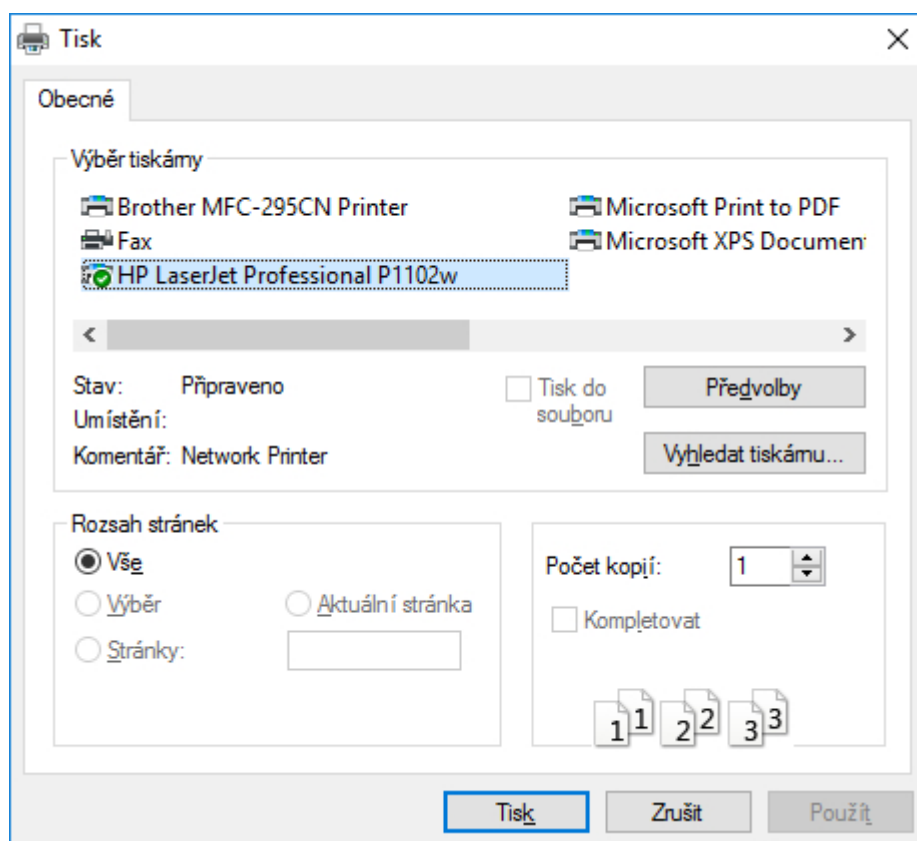 Tisk
Obecné
Výběr tiskárny
Brother MFC-295CN Printer
Microsoft Print to PDF
Fax
Microsoft XPS Documen
HP LaserJet Professional P1102w
Stav: Připraveno
Tisk do souboru
Předvolby
Umístění:
Komentář: Network Printer
Vyhledat tiskárnu...
Rozsah stránek
Vše
Počet kopií: 1
Výběr
Aktuální stránka
Kompletovat
Stránky:
1 1 2 2 3 3
Tisk
Zrušit
Použít